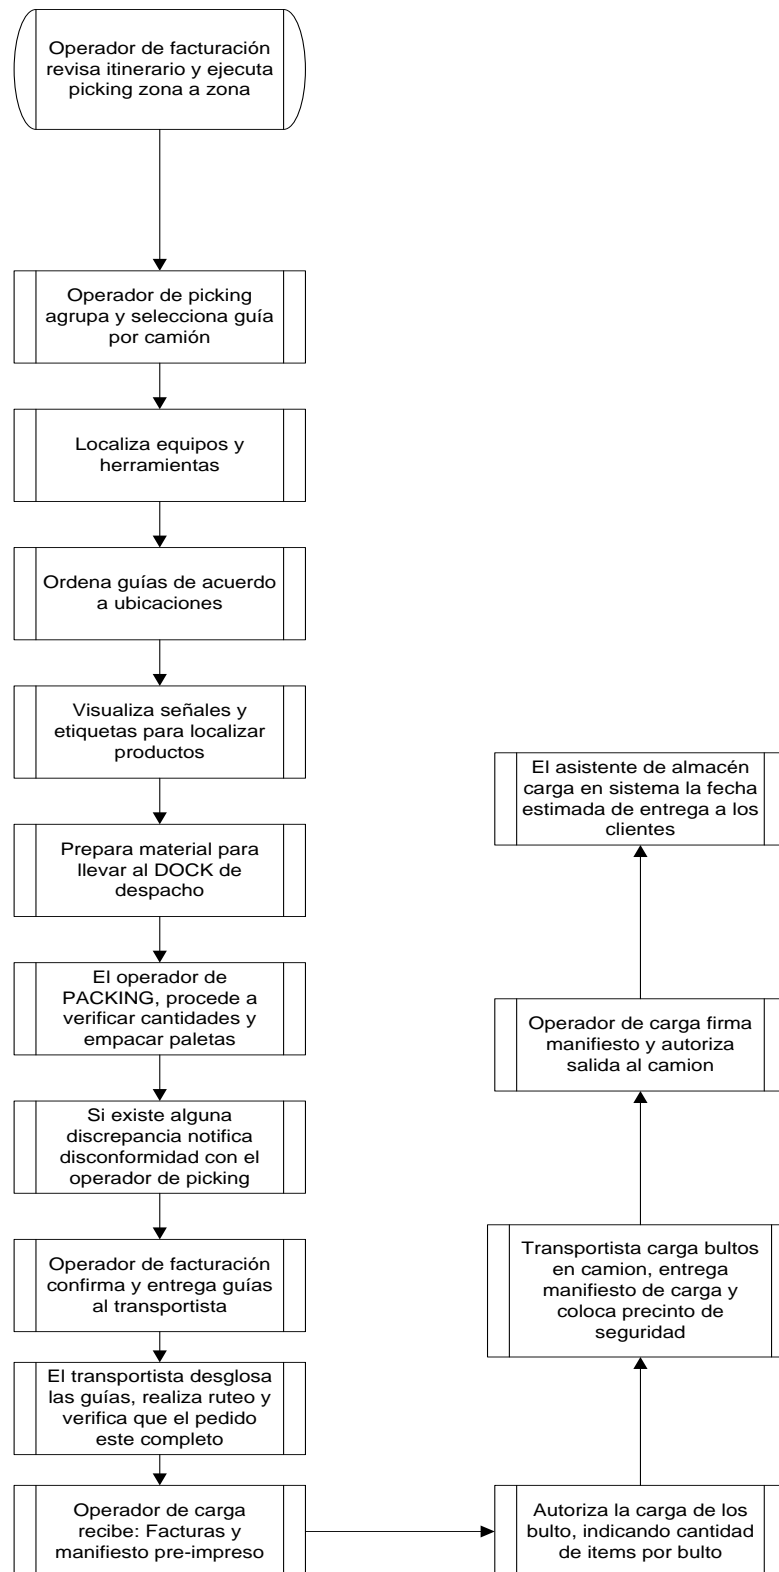 Operador de facturación
revisa itinerario y ejecuta
picking zona a zona
Operador de picking
agrupa y selecciona guía
por camión
Localiza equipos y
herramientas
Ordena guías de acuerdo
a ubicaciones
Visualiza señales y
etiquetas para localizar
productos
Prepara material para
llevar al DOCK de
despacho
El operador de
PACKING, procede a
verificar cantidades y
empacar paletas
Si existe alguna
discrepancia notifica
disconformidad con el
operador de picking
Operador de facturación
confirma y entrega guías
al transportista
El transportista desglosa
las guías, realiza ruteo y
verifica que el pedido
este completo
Operador de carga
recibe: Facturas y
manifiesto pre-impreso
Autoriza la carga de los
bulto, indicando cantidad
de items por bulto
Transportista carga bultos
en camion, entrega
manifiesto de carga y
coloca precinto de
seguridad
Operador de carga firma
manifiesto y autoriza
salida al camion
El asistente de almacén
carga en sistema la fecha
estimada de entrega a los
clientes